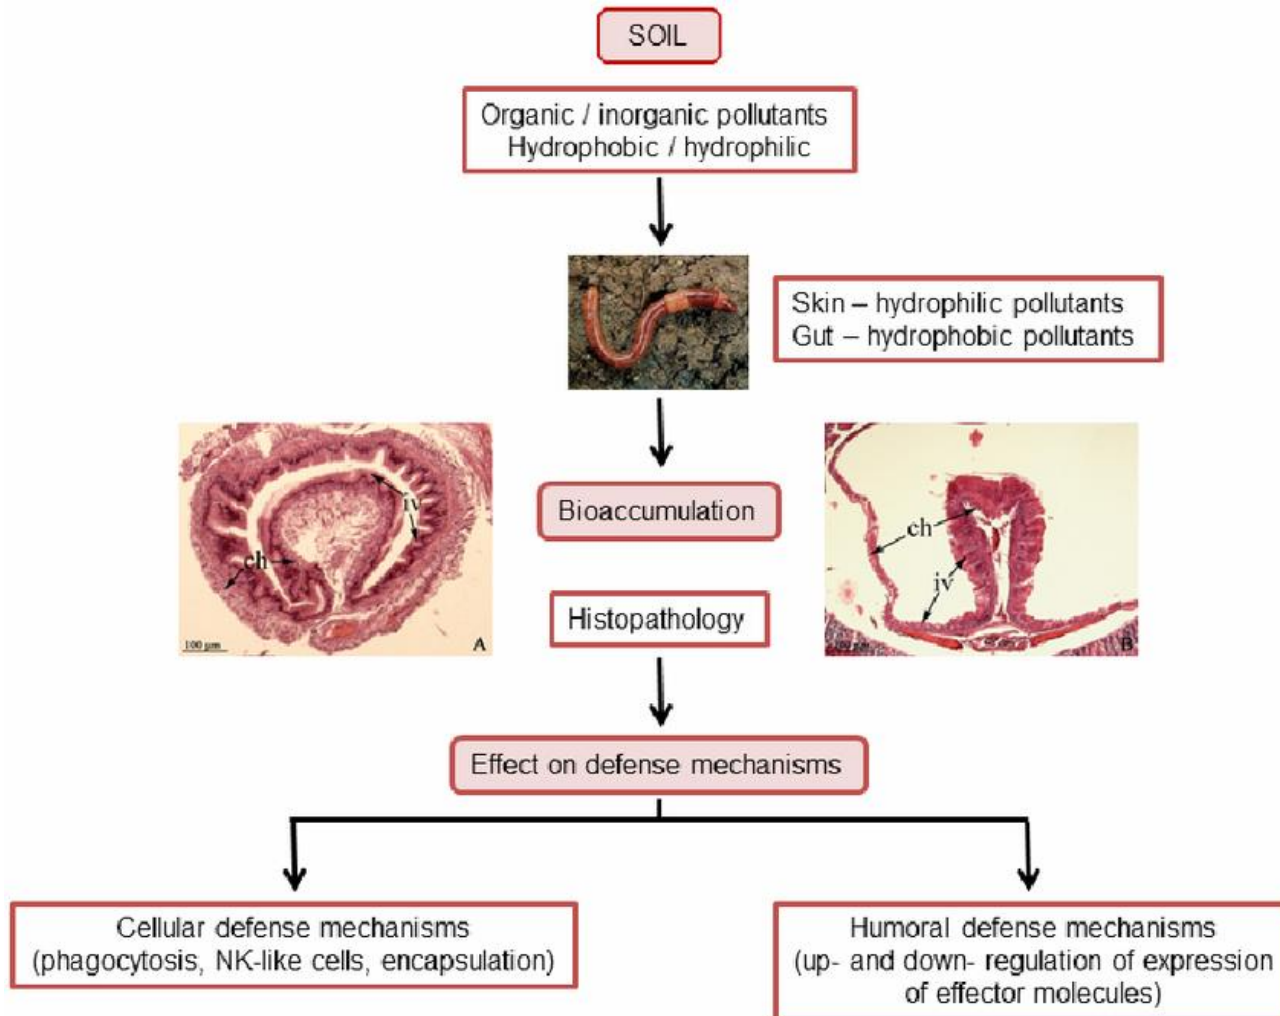 SOIL
Organic / inorganic pollutants
Hydrophobic / hydrophilic
Skin – hydrophilic pollutants
Gut – hydrophobic pollutants
iv
ch
100 µm
A
Bioaccumulation
ch
iv
B
Histopathology
Effect on defense mechanisms
Cellular defense mechanisms
(phagocytosis, NK-like cells, encapsulation)
Humoral defense mechanisms
(up- and down- regulation of expression
of effector molecules)